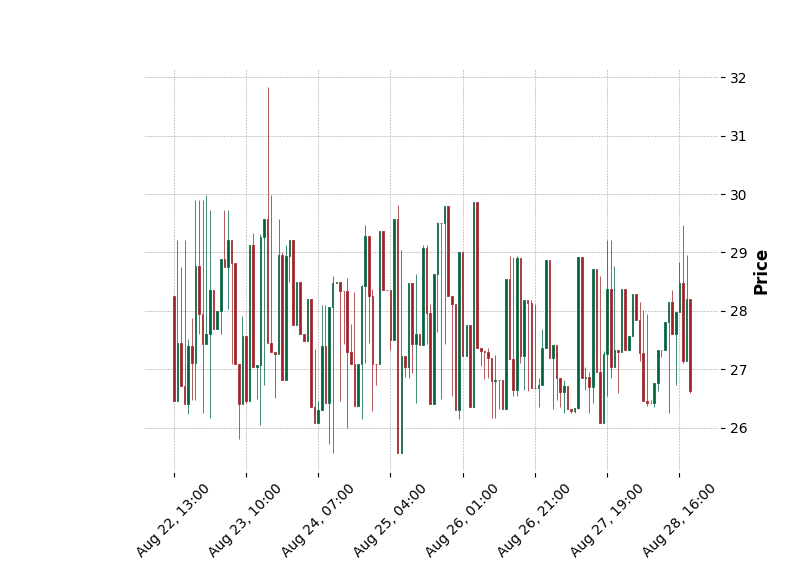 32
31
30
29
28
27
26
Price
Aug 22, 13:00
Aug 23, 10:00
Aug 24, 07:00
Aug 25, 04:00
Aug 26, 01:00
Aug 26, 21:00
Aug 27, 19:00
Aug 28, 16:00